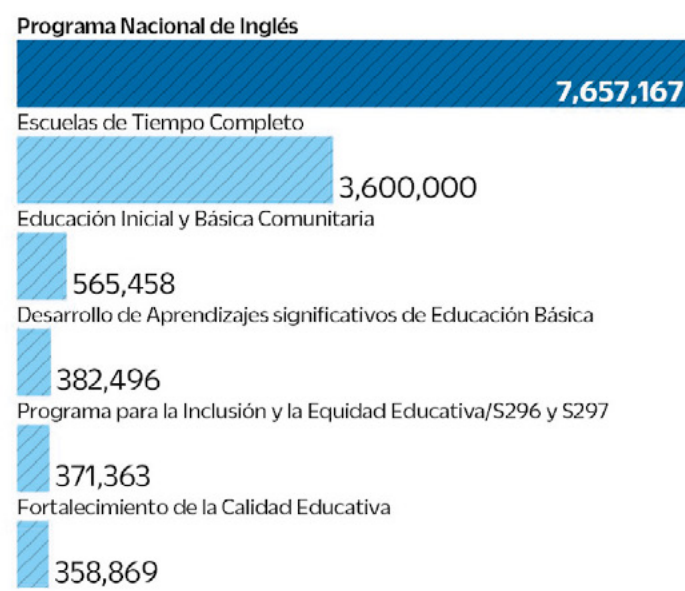 Programa Nacional de Inglés
7,657,167
Escuelas de Tiempo Completo
3,600,000
Educación Inicial y Básica Comunitaria
565,458
Desarrollo de Aprendizajes significativos de Educación Básica
382,496
Programa para la Inclusión y la Equidad Educativa/S296 y S297
371,363
Fortalecimiento de la Calidad Educativa
358,869